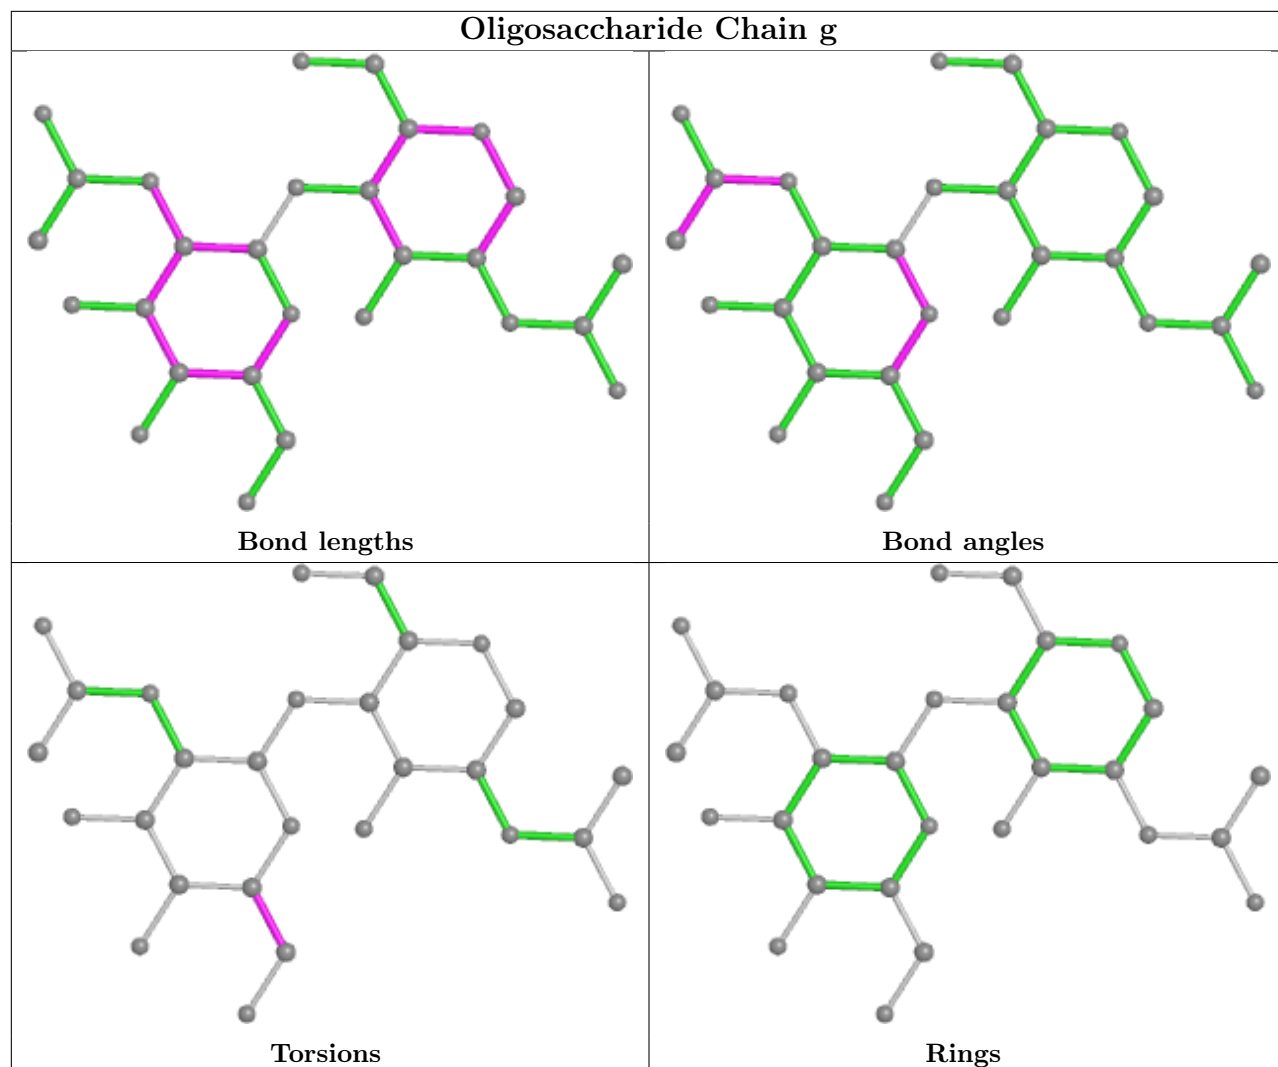 Oligosaccharide Chain g
Bond lengths
Bond angles
Torsions
Rings